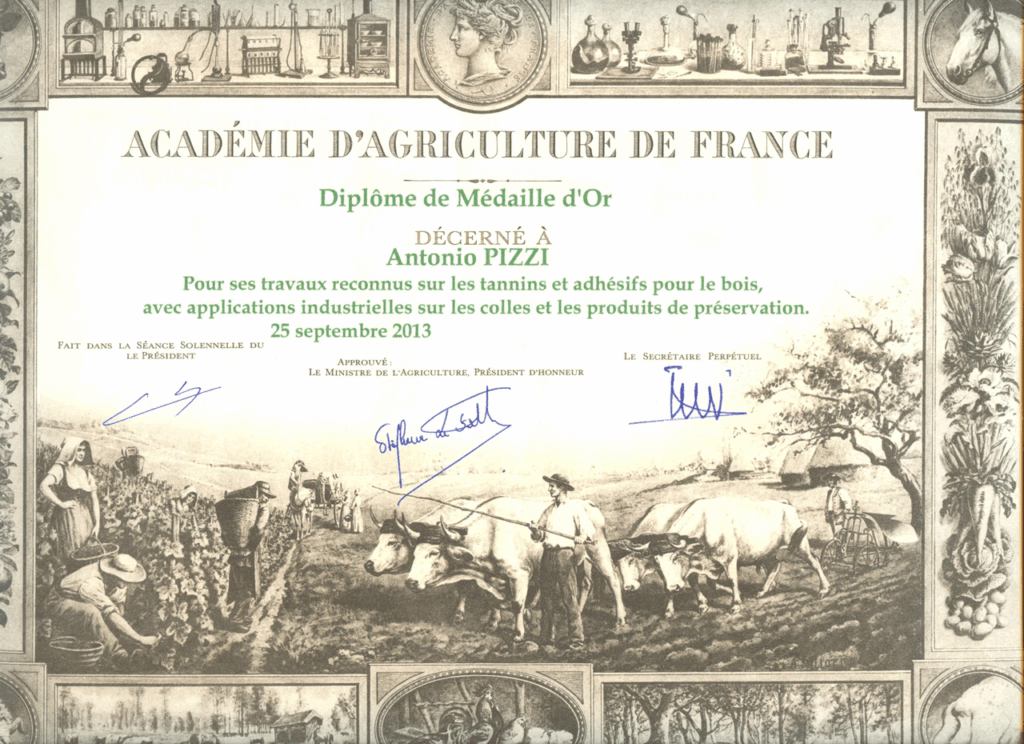 ACADÉMIE D'AGRICULTURE DE FRANCE
Diplôme de Médaille d'Or
DÉCERNÉ À
Antonio PIZZI
Pour ses travaux reconnus sur les tannins et adhésifs pour le bois,
avec applications industrielles sur les colles et les produits de préservation.
25 septembre 2013
FAIT DANS LA SÉANCE SOLENNELLE DU
LE PRÉSIDENT
APPROUVÉ :
LE MINISTRE DE L'AGRICULTURE, PRÉSIDENT D'HONNEUR
LE SECRÉTAIRE PERPÉTUEL